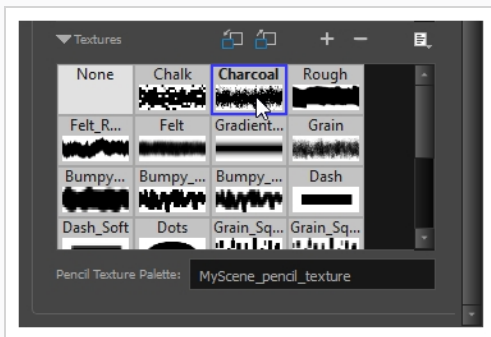 Textures
None Chalk Charcoal Rough
Felt_R... Felt Gradient... Grain
Bumpy... Bumpy_... Bumpy_... Dash
Dash_Soft Dots Grain_Sq... Grain_Sq...
Pencil Texture Palette: MyScene_pencil_texture